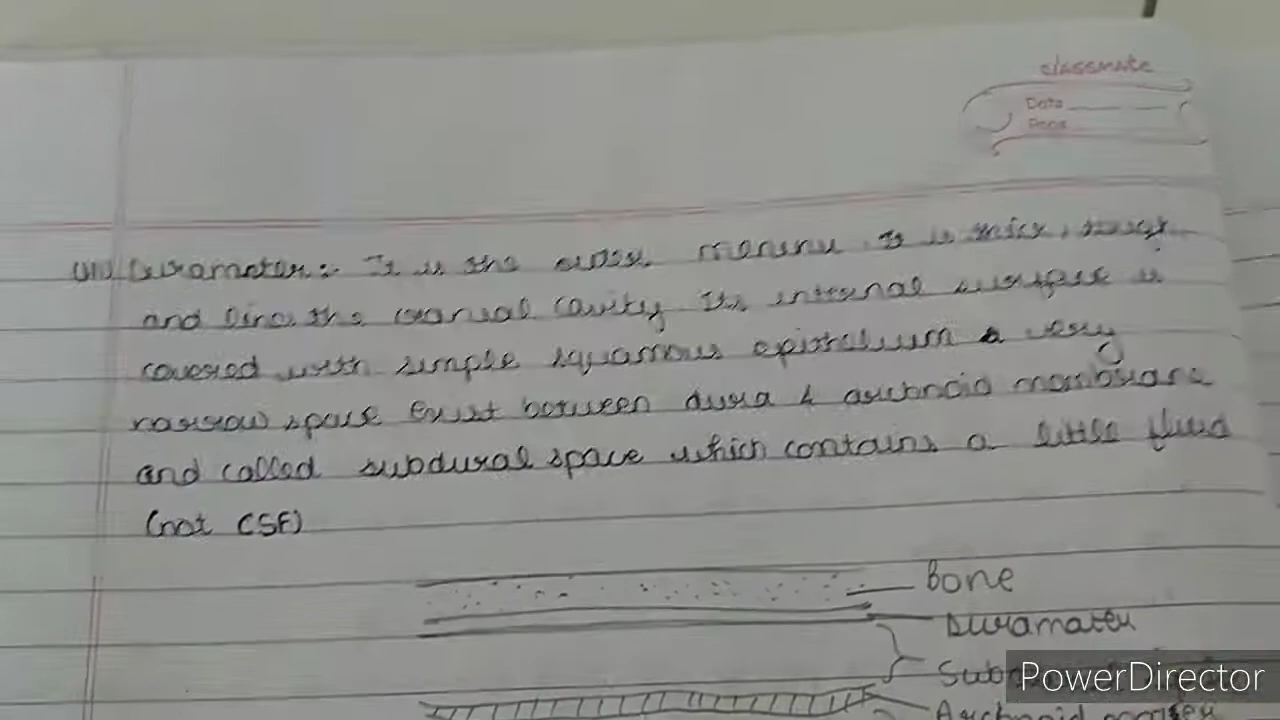 classmate
Date
Page
(iii) Duramater:- It is the outer meninx. It is thick, tough
and line the cranial cavity Its internal surface is
covered with simple squamous epithelium a very
narrow space exist between dura & arachnoid membrane
and called subdural space which contains a little fluid
(not CSF)
Bone
Duramater
PowerDirector